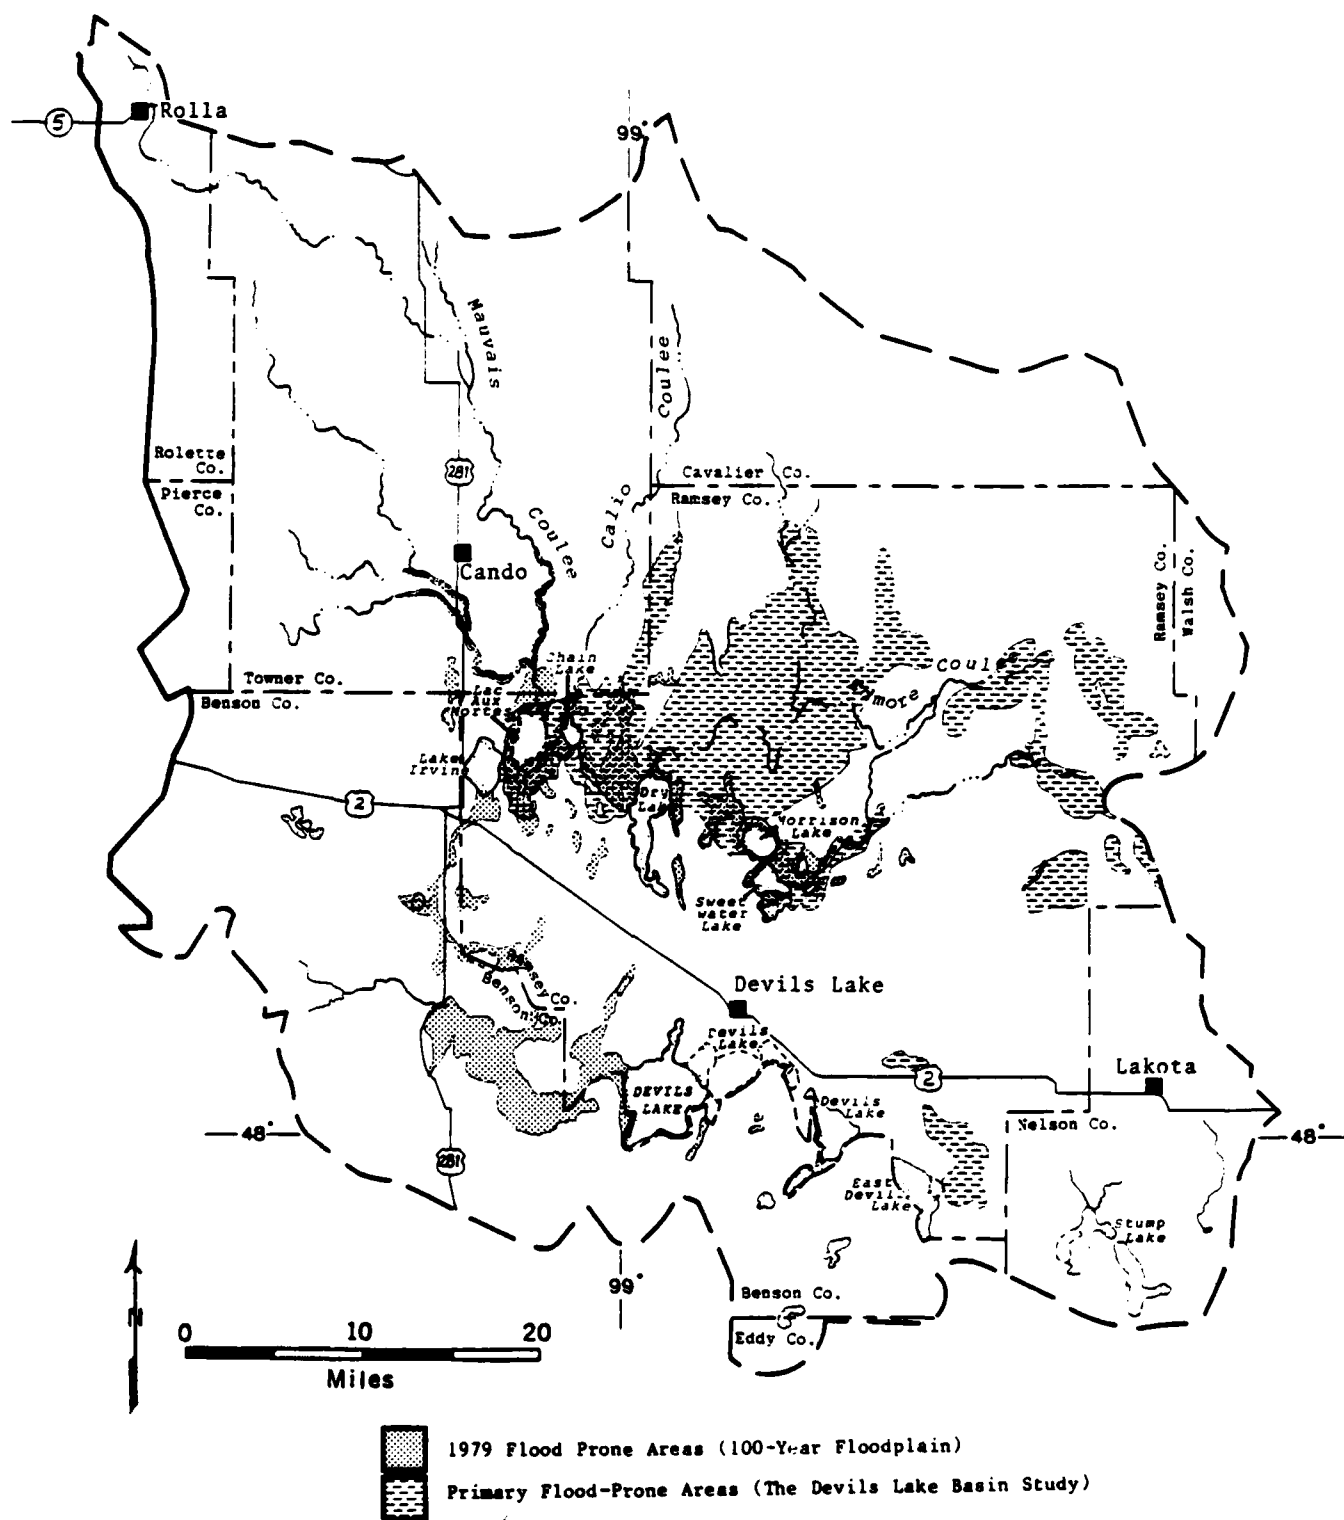 Rolla
5
99°
Mauvais
Coulee
Calio
Coulee
Rolette
Co.
Pierce
Co.
281
Cavalier Co.
Ramsey Co.
Cando
Ramsey Co.
Walsh Co.
Chain
Lake
Coulee
Towner Co.
Benson Co.
Lac
Aux
Mortes
Lake
Irvine
2
Dry
Lake
Morrison
Lake
Sweet
water
Lake
Ramsey Co.
Benson Co.
Devils Lake
Devils
Lake
DEVILS
LAKE
Devils
Lake
2
Lakota
Nelson Co.
48°
48°
281
East
Devils
Lake
Stump
Lake
99°
Benson Co.
Eddy Co.
N
0 10 20
Miles
1979 Flood Prone Areas (100-Year Floodplain)
Primary Flood-Prone Areas (The Devils Lake Basin Study)